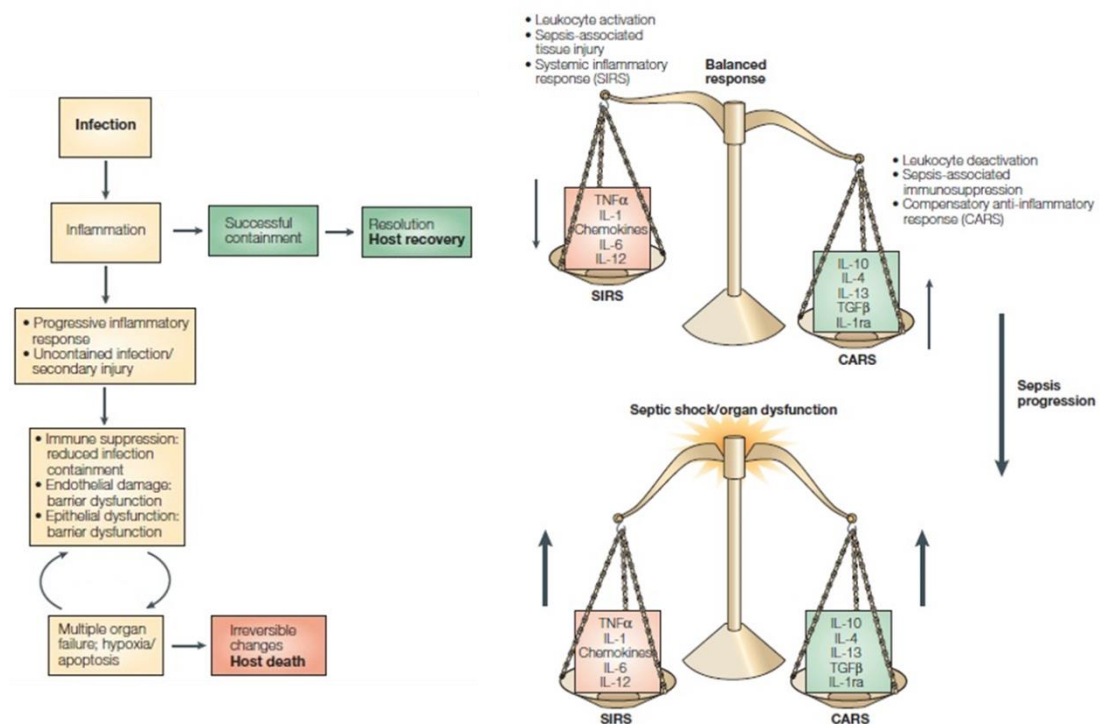 Infection
Inflammation
Successful
containment
Resolution
Host recovery
• Progressive inflammatory
response
• Uncontained infection/
secondary injury
• Immune suppression:
reduced infection
containment
• Endothelial damage:
barrier dysfunction
• Epithelial dysfunction:
barrier dysfunction
Multiple organ
failure; hypoxia/
apoptosis
Irreversible
changes
Host death
• Leukocyte activation
• Sepsis-associated
tissue injury
• Systemic inflammatory
response (SIRS)
Balanced
response
• Leukocyte deactivation
• Sepsis-associated
immunosuppression
• Compensatory anti-inflammatory
response (CARS)
TNFα
IL-1
Chemokines
IL-6
IL-12
SIRS
IL-10
IL-4
IL-13
TGFβ
IL-1ra
CARS
Sepsis
progression
Septic shock/organ dysfunction
TNFα
IL-1
Chemokines
IL-6
IL-12
SIRS
IL-10
IL-4
IL-13
TGFβ
IL-1ra
CARS